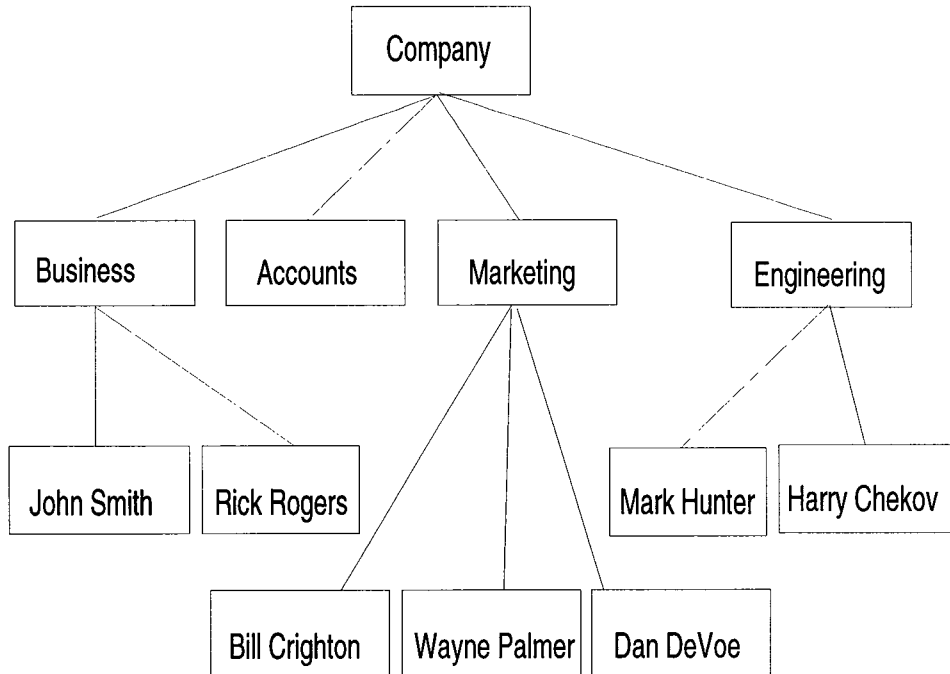 Company
Business
Accounts
Marketing
Engineering
John Smith
Rick Rogers
Mark Hunter
Harry Chekov
Bill Crighton
Wayne Palmer
Dan DeVoe